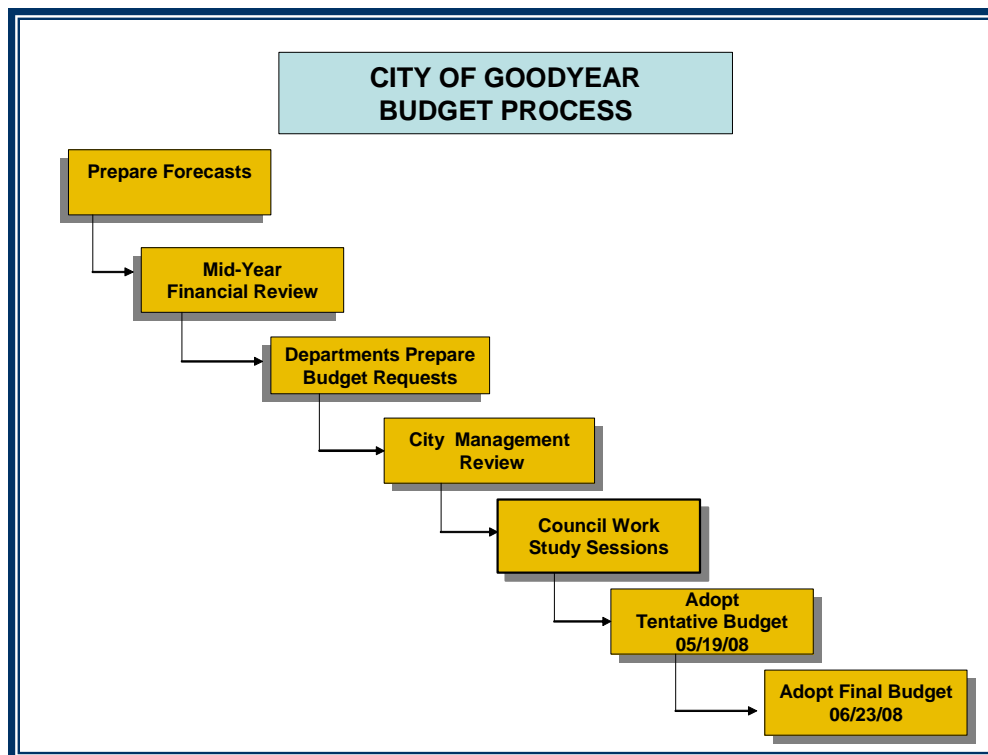 CITY OF GOODYEAR
BUDGET PROCESS
Prepare Forecasts
Mid-Year
Financial Review
Departments Prepare
Budget Requests
City Management
Review
Council Work
Study Sessions
Adopt
Tentative Budget
05/19/08
Adopt Final Budget
06/23/08